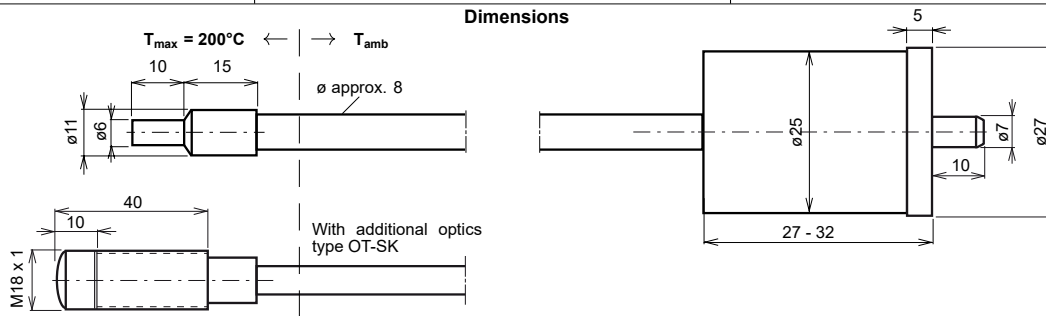 Dimensions
Tmax = 200°C
Tamb
5
10
15
ø approx. 8
ø11
ø6
ø25
ø7
ø27
10
27 - 32
40
10
With additional optics
type OT-SK
M18 x 1